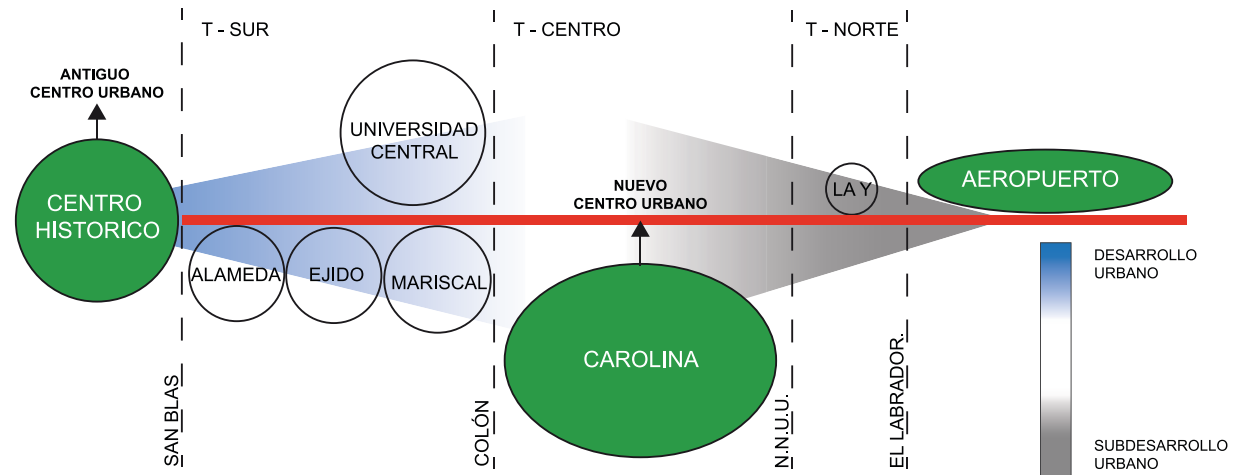 T - SUR
T - CENTRO
T - NORTE
ANTIGUO
CENTRO URBANO
UNIVERSIDAD
CENTRAL
CENTRO
HISTORICO
NUEVO
CENTRO URBANO
LA Y
AEROPUERTO
ALAMEDA
EJIDO
MARISCAL
CAROLINA
DESARROLLO
URBANO
SUBDESARROLLO
URBANO
SAN BLAS
COLÓN
N.N.U.U.
EL LABRADOR.